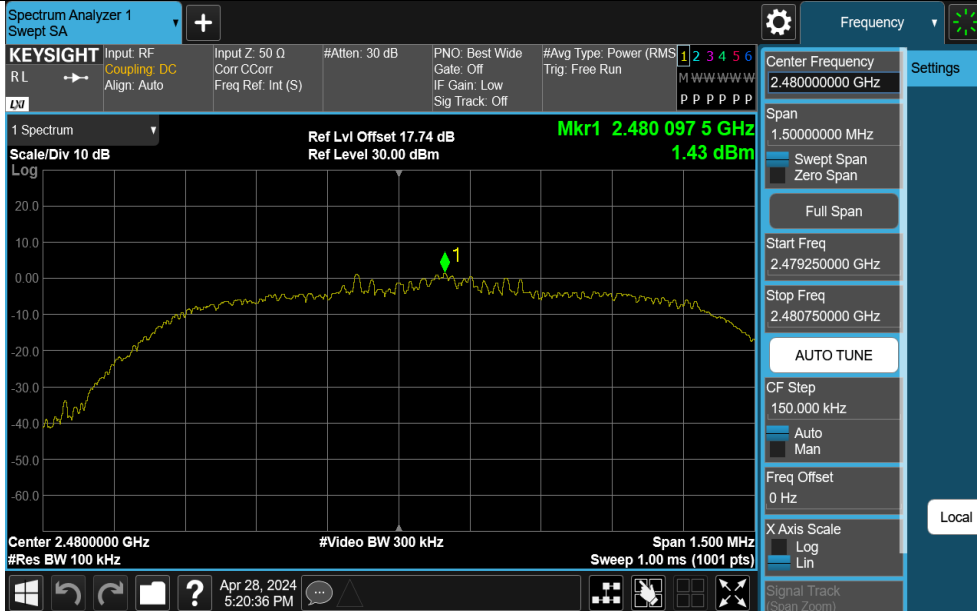 Spectrum Analyzer 1
Swept SA
+
Frequency
KEYSIGHT
RL
LXI
Input: RF
Coupling: DC
Align: Auto
Input Z: 50 Ω
Corr CCorr
Freq Ref: Int (S)
#Atten: 30 dB
PNO: Best Wide
Gate: Off
IF Gain: Low
Sig Track: Off
#Avg Type: Power (RMS
Trig: Free Run
1 2 3 4 5 6
M W W W W W
P P P P P P
1 Spectrum
Scale/Div 10 dB
Log
Ref Lvl Offset 17.74 dB
Ref Level 30.00 dBm
Mkr1 2.480 097 5 GHz
1.43 dBm
20.0
10.0
0.00
-10.0
-20.0
-30.0
-40.0
-50.0
-60.0
1
Center 2.4800000 GHz
#Res BW 100 kHz
#Video BW 300 kHz
Span 1.500 MHz
Sweep 1.00 ms (1001 pts)
?
Apr 28, 2024
5:20:36 PM
Center Frequency
2.480000000 GHz
Span
1.50000000 MHz
Swept Span
Zero Span
Full Span
Start Freq
2.479250000 GHz
Stop Freq
2.480750000 GHz
AUTO TUNE
CF Step
150.000 kHz
Auto
Man
Freq Offset
0 Hz
X Axis Scale
Log
Lin
Signal Track
(Span Zoom)
Settings
Local